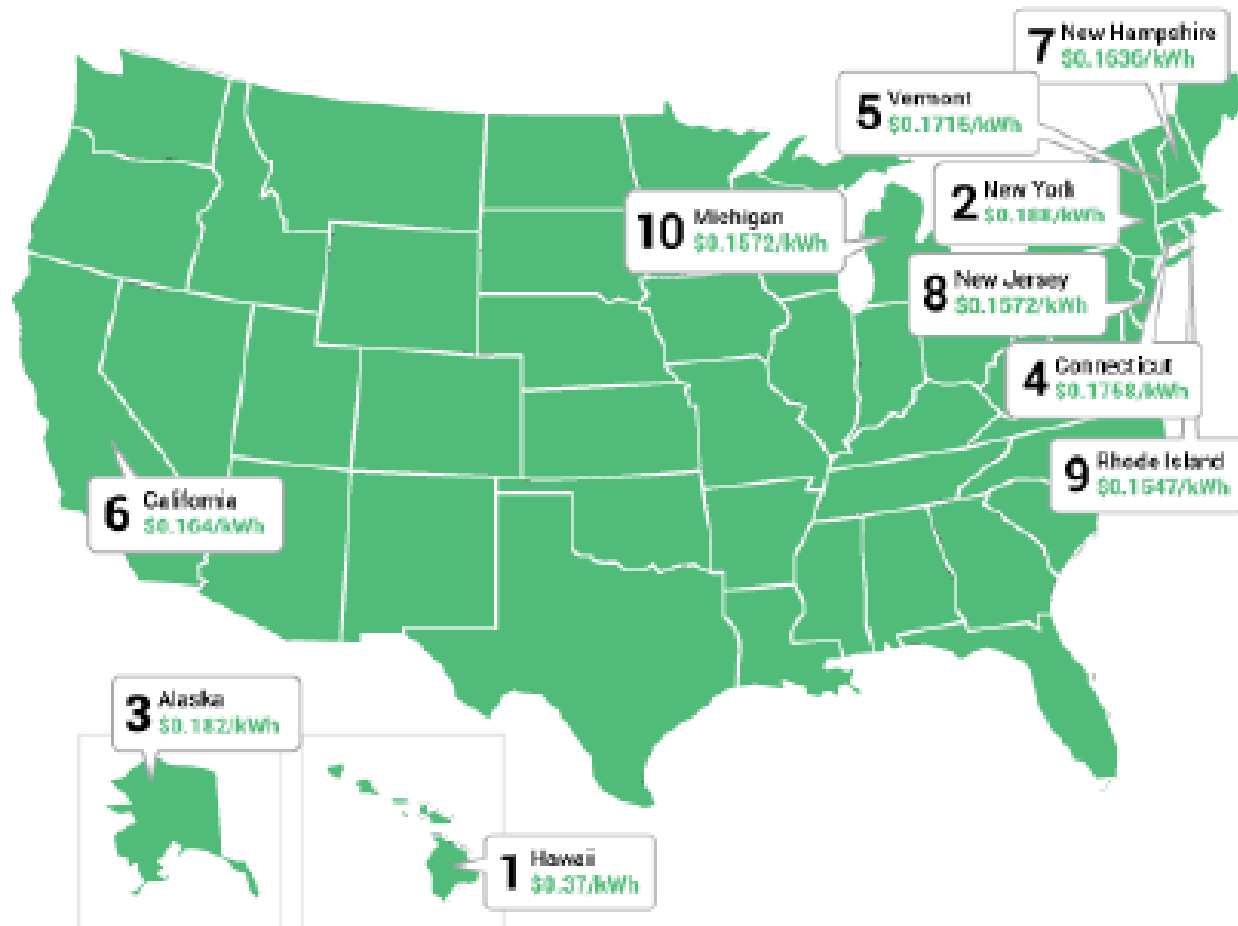 7 New Hampshire
$0.1636/kWh
5 Vermont
$0.1715/kWh
2 New York
$0.188/kWh
10 Michigan
$0.1572/kWh
8 New Jersey
$0.1572/kWh
4 Connecticut
$0.1758/kWh
9 Rhode Island
$0.1547/kWh
6 California
$0.164/kWh
3 Alaska
$0.182/kWh
1 Hawaii
$0.37/kWh